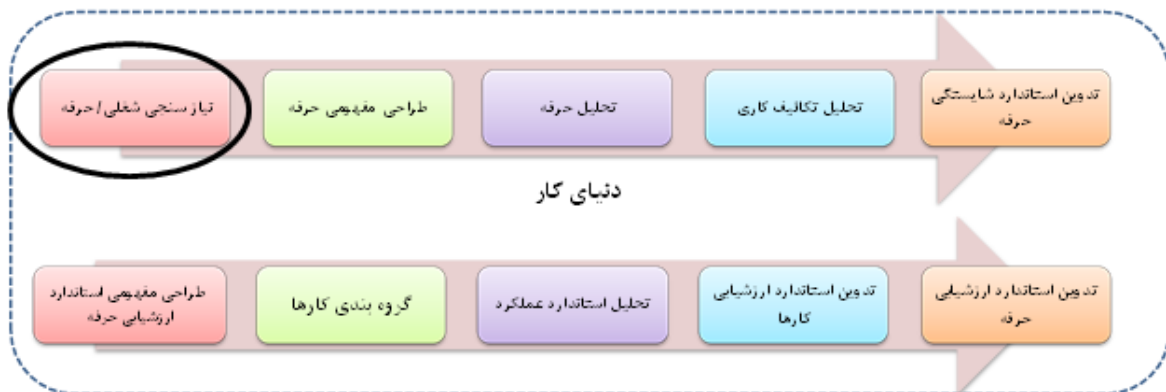 نیاز سنجی شغلی/حرفه
طراحی مفهومی حرفه
تحلیل حرفه
تحلیل تکالیف کاری
تدوین استاندارد شایستگی
حرفه
دنیای کار
طراحی مفهومی استاندارد
ارزشیابی حرفه
گروه بندی کارها
تحلیل استاندارد عملکرد
تدوین استاندارد ارزشیابی
کارها
تدوین استاندارد ارزشیابی
حرفه